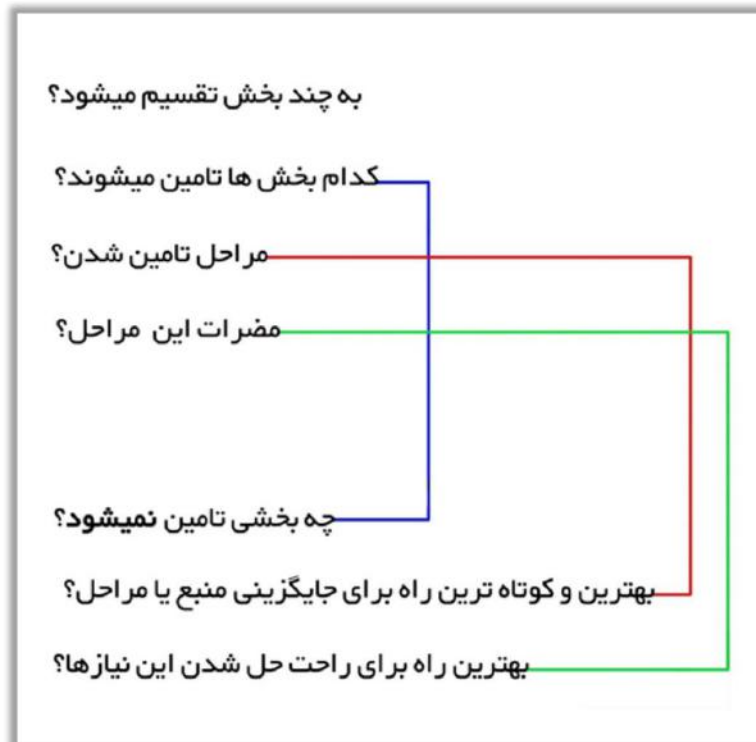 به چند بخش تقسیم میشود؟
کدام بخش ها تامین میشوند؟
مراحل تامین شدن؟
مضرات این مراحل؟
چه بخشی تامین نمیشود؟
بهترین و کوتاه ترین راه برای جایگزینی منبع یا مراحل؟
بهترین راه برای راحت حل شدن این نیازها؟